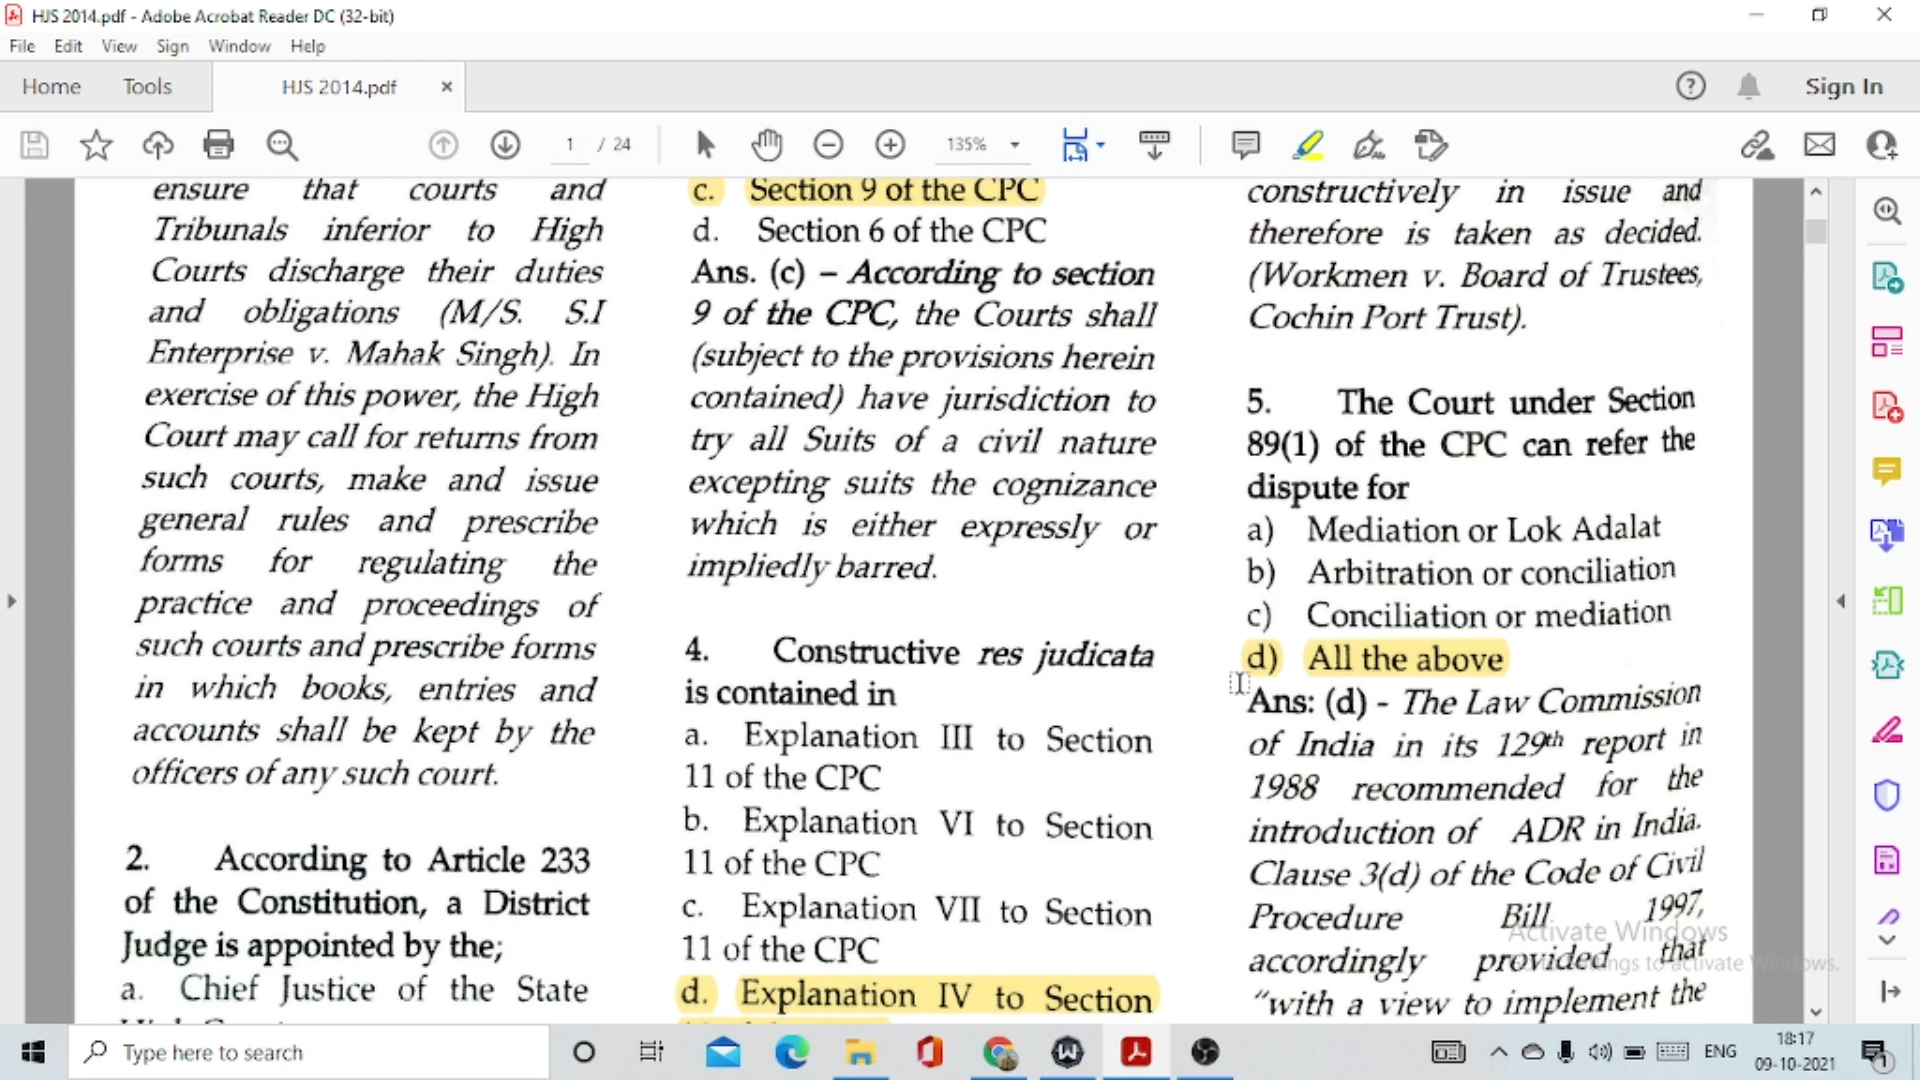 HJS 2014.pdf - Adobe Acrobat Reader DC (32-bit)
File Edit View Sign Window Help
Home Tools HJS 2014.pdf × Sign In
1 / 24 135%
ensure that courts and
Tribunals inferior to High
Courts discharge their duties
and obligations (M/S. S.I
Enterprise v. Mahak Singh). In
exercise of this power, the High
Court may call for returns from
such courts, make and issue
general rules and prescribe
forms for regulating the
practice and proceedings of
such courts and prescribe forms
in which books, entries and
accounts shall be kept by the
officers of any such court.
2. According to Article 233
of the Constitution, a District
Judge is appointed by the;
a. Chief Justice of the State
c. Section 9 of the CPC
d. Section 6 of the CPC
Ans. (c) – According to section
9 of the CPC, the Courts shall
(subject to the provisions herein
contained) have jurisdiction to
try all Suits of a civil nature
excepting suits the cognizance
which is either expressly or
impliedly barred.
4. Constructive res judicata
is contained in
a. Explanation III to Section
11 of the CPC
b. Explanation VI to Section
11 of the CPC
c. Explanation VII to Section
11 of the CPC
d. Explanation IV to Section
constructively in issue and
therefore is taken as decided.
(Workmen v. Board of Trustees,
Cochin Port Trust).
5. The Court under Section
89(1) of the CPC can refer the
dispute for
a) Mediation or Lok Adalat
b) Arbitration or conciliation
c) Conciliation or mediation
d) All the above
Ans: (d) - The Law Commission
of India in its 129th report in
1988 recommended for the
introduction of ADR in India.
Clause 3(d) of the Code of Civil
Procedure Bill 1997,
accordingly provided that
"with a view to implement the
Activate Windows
to activate Windows.
Type here to search
ENG
18:17
09-10-2021
1